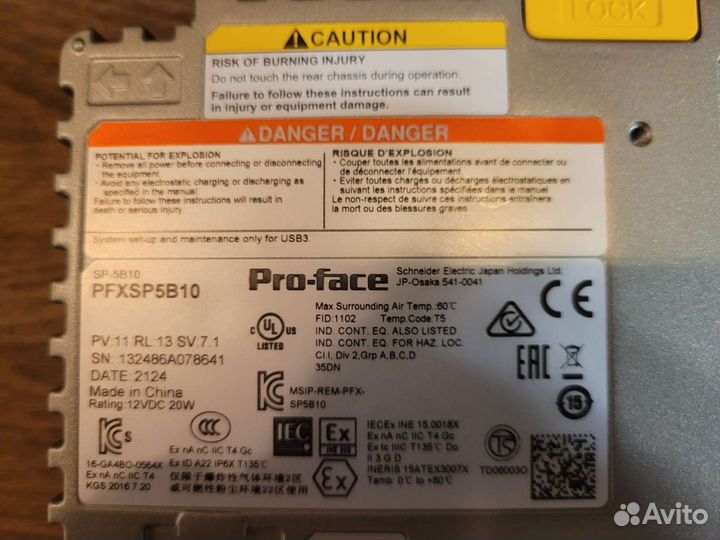 LOCK
CAUTION
RISK OF BURNING INJURY
Do not touch the rear chassis during operation.
Failure to follow these instructions can result
in injury or equipment damage.
DANGER / DANGER
POTENTIAL FOR EXPLOSION
• Remove all power before connecting or disconnecting
the equipment.
• Avoid any electrostatic charging or discharging as
specified in the manual.
Failure to follow these instructions will result in
death or serious injury
RISQUE D'EXPLOSION
• Couper toutes les alimentations avant de connecter ou
de déconnecter l'équipement.
• Eviter toutes charges ou décharges électrostatiques en
suivant les instructions spécifiées dans le manuel
Le non-respect de suivre ces instructions entraînera
la mort ou des blessures graves
System set-up and maintenance only for USB3.
SP-5B10
PFXSP5B10
Pro-face
Schneider Electric Japan Holdings Ltd.
JP-Osaka 541-0041
PV:11 RL:13 SV:7.1
SN: 132486A078641
DATE: 2124
Made in China
Rating:12VDC 20W
C UL US
LISTED
Max.Surrounding Air Temp.:60℃
FID:1102 Temp.Code:T5
IND. CONT. EQ. ALSO LISTED
IND. CONT. EQ. FOR HAZ. LOC.
Cl.I, Div 2,Grp A,B,C,D
35DN
CE
EAC
MSIP-REM-PFX-
SP5B10
15
S
16-GA4BO-0564X
Ex nA nC IIC T4
KGS 2016.7.20
CCC
Ex nA nC IIC T4 Gc
Ex tD A22 IP6X T135℃
仅限于爆炸性气体环境2区
或可燃性粉尘环境22区使用
IEC
Ex
IECEx INE 15.0018X
Ex nA nC IIC T4 Gc
Ex tc IIIC T135℃ Dc
II 3 G D
INERIS 15ATEX3007X
Tamb: 0℃ to +60℃
Ex
TD06003O
Avito